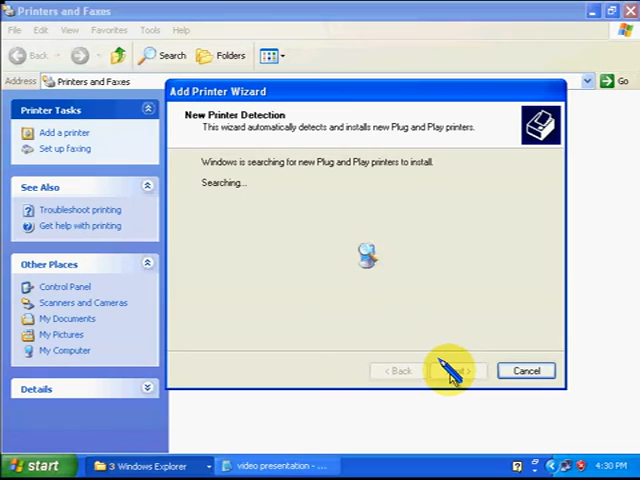 Printers and Faxes
File Edit View Favorites Tools Help
Back Search Folders
Address Printers and Faxes Go
Printer Tasks
Add a printer
Set up faxing
See Also
Troubleshoot printing
Get help with printing
Other Places
Control Panel
Scanners and Cameras
My Documents
My Pictures
My Computer
Details
Add Printer Wizard
New Printer Detection
This wizard automatically detects and installs new Plug and Play printers.
Windows is searching for new Plug and Play printers to install.
Searching...
< Back Cancel
start 3 Windows Explorer video presentation - ... 4:30 PM